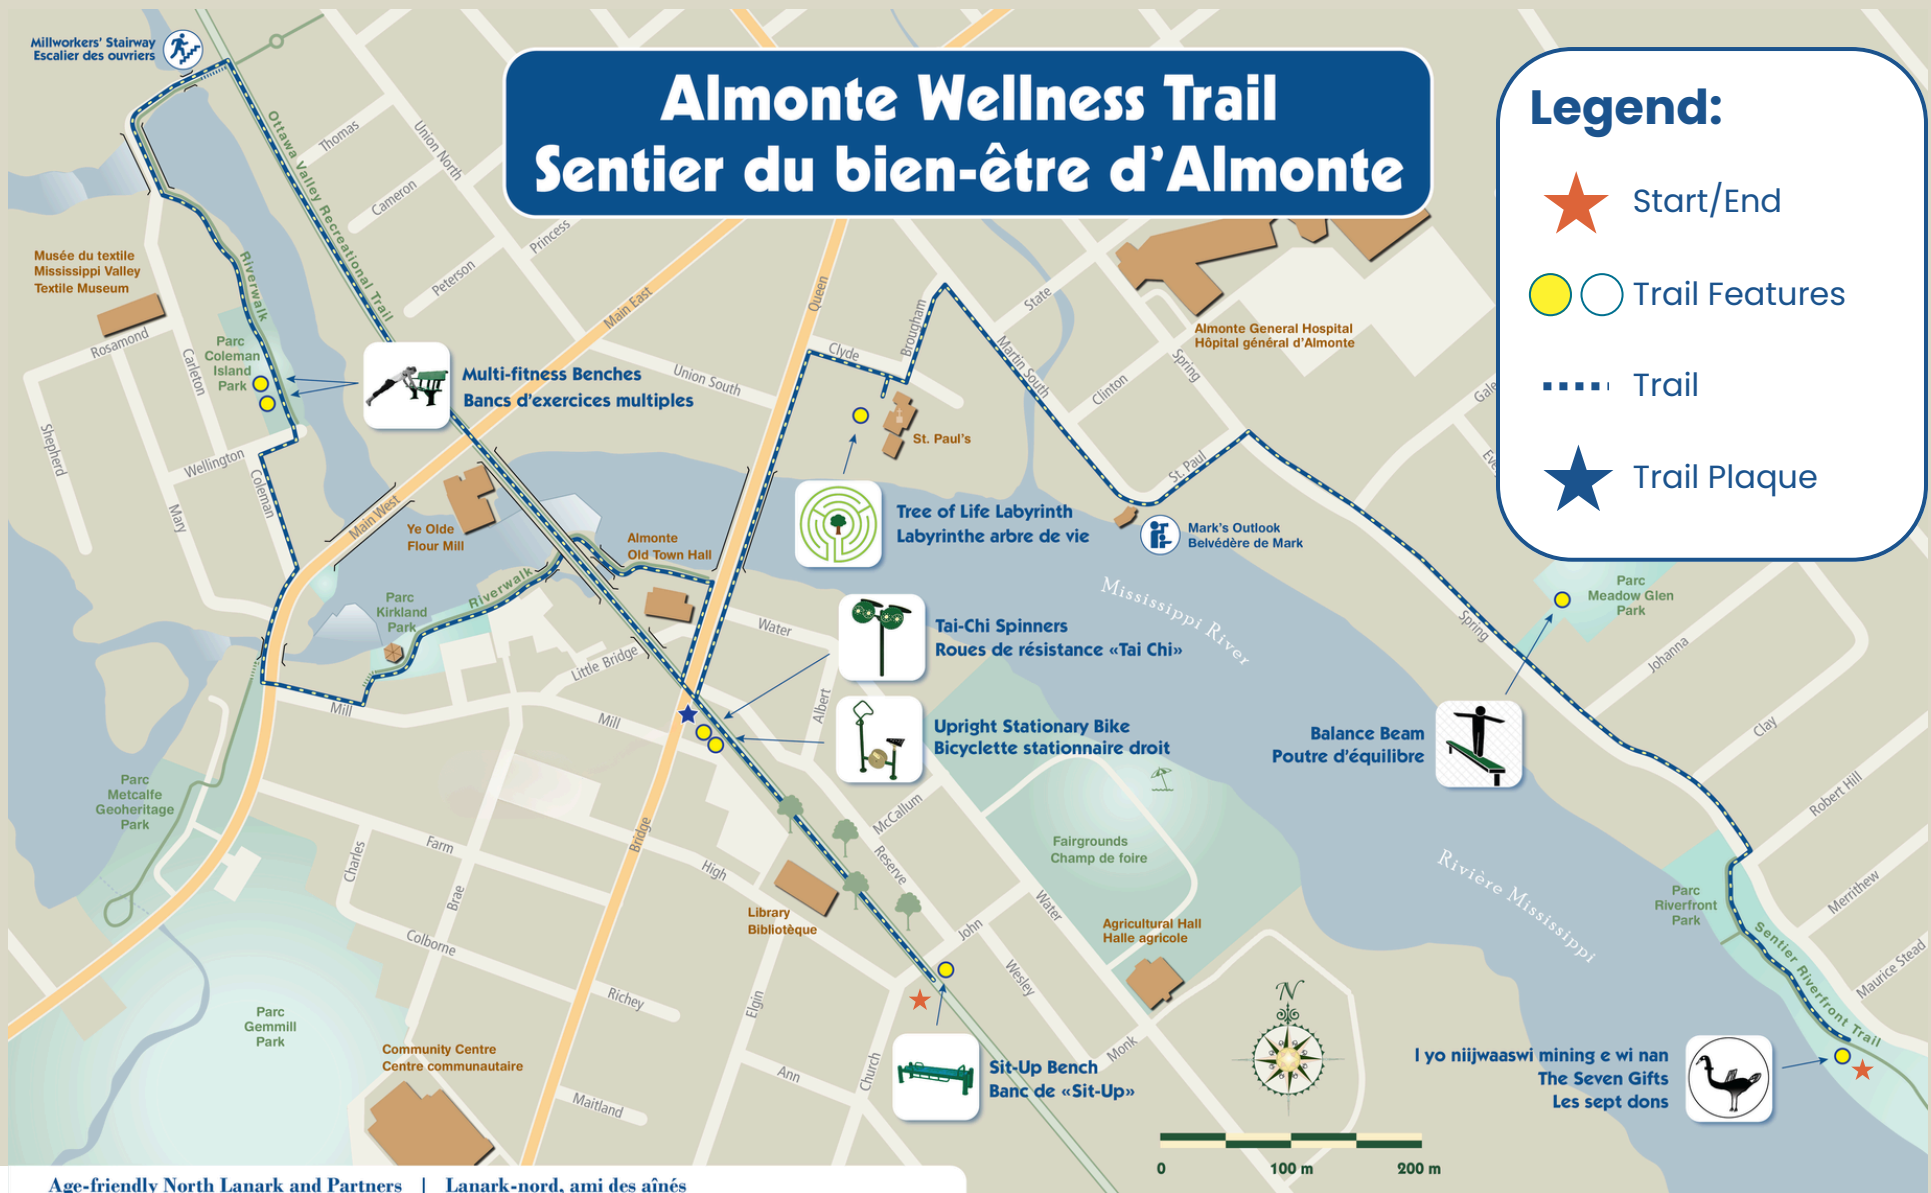 Almonte Wellness Trail
Sentier du bien-être d'Almonte
Legend:
Start/End
Trail Features
Trail
Trail Plaque
Millworkers' Stairway
Escalier des ouvriers
Ottawa Valley Recreational Trail
Thomas
Union North
Cameron
Princess
Peterson
Main East
Queen
Musée du textile
Mississippi Valley
Textile Museum
Riverwalk
Rosamond
Carleton
Parc
Coleman
Island
Park
Multi-fitness Benches
Bancs d'exercices multiples
Union South
Clyde
Brougham
State
Martin South
Clinton
Spring
Almonte General Hospital
Hôpital général d'Almonte
Gale
St. Paul's
St. Paul
Shepherd
Wellington
Coleman
Mary
Main West
Ye Olde
Flour Mill
Almonte
Old Town Hall
Tree of Life Labyrinth
Labyrinthe arbre de vie
Mark's Outlook
Belvédère de Mark
Mississippi River
Parc
Meadow Glen
Park
Parc
Kirkland
Park
Riverwalk
Little Bridge
Water
Albert
Tai-Chi Spinners
Roues de résistance «Tai Chi»
Spring
Johanna
Mill
Mill
Upright Stationary Bike
Bicyclette stationnaire droit
Balance Beam
Poutre d'équilibre
Clay
Robert Hill
Parc
Metcalfe
Geoheritage
Park
Farm
Charles
Brae
Bridge
High
McCallum
Reserve
Fairgrounds
Champ de foire
Rivière Mississippi
Library
Bibliotèque
Water
John
Wesley
Agricultural Hall
Halle agricole
Parc
Riverfront
Park
Merrithew
Sentier Riverfront Trail
Maurice Stead
Colborne
Richey
Elgin
Parc
Gemmill
Park
Community Centre
Centre communautaire
Ann
Church
Maitland
Monk
Sit-Up Bench
Banc de «Sit-Up»
N
I yo niijwaaswi mining e wi nan
The Seven Gifts
Les sept dons
0 100 m 200 m
Age-friendly North Lanark and Partners | Lanark-nord, ami des aînés